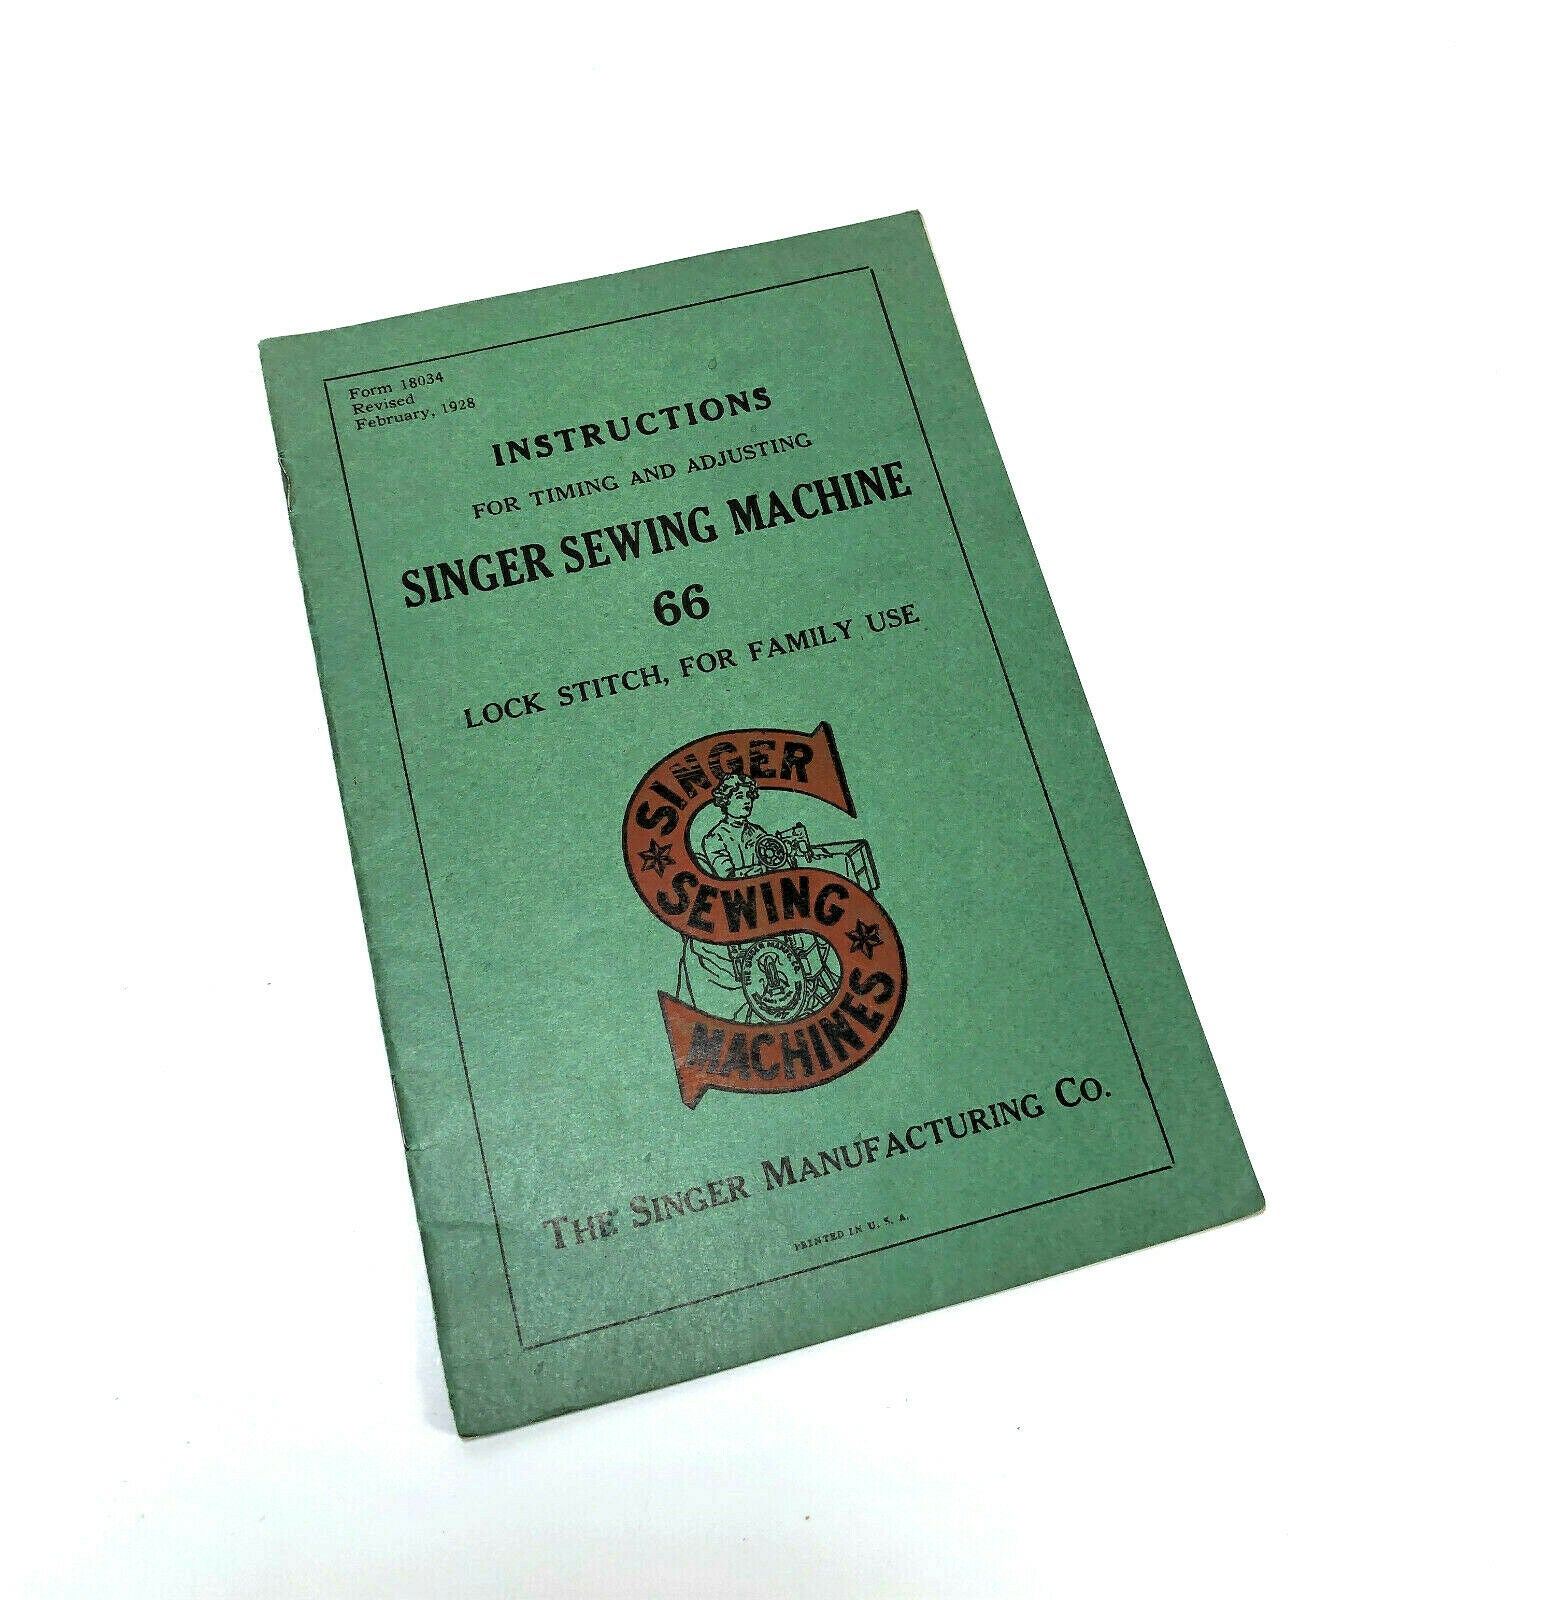 Form 18034
Revised
February, 1928
INSTRUCTIONS
FOR TIMING AND ADJUSTING
SINGER SEWING MACHINE
66
LOCK STITCH, FOR FAMILY USE
SINGER
SEWING
MACHINES
THE SINGER MANUFACTURING CO.
PRINTED IN U. S. A.